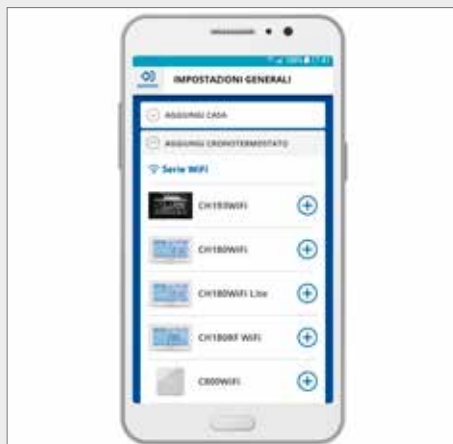 IMPOSTAZIONI GENERALI
AGGIUNGI CASA
AGGIUNGI CRONOTERMOSTATO
Serie WiFi
CH193WiFi
CH180WiFi
CH180WiFi Lite
CH180RF WiFi
C800WiFi